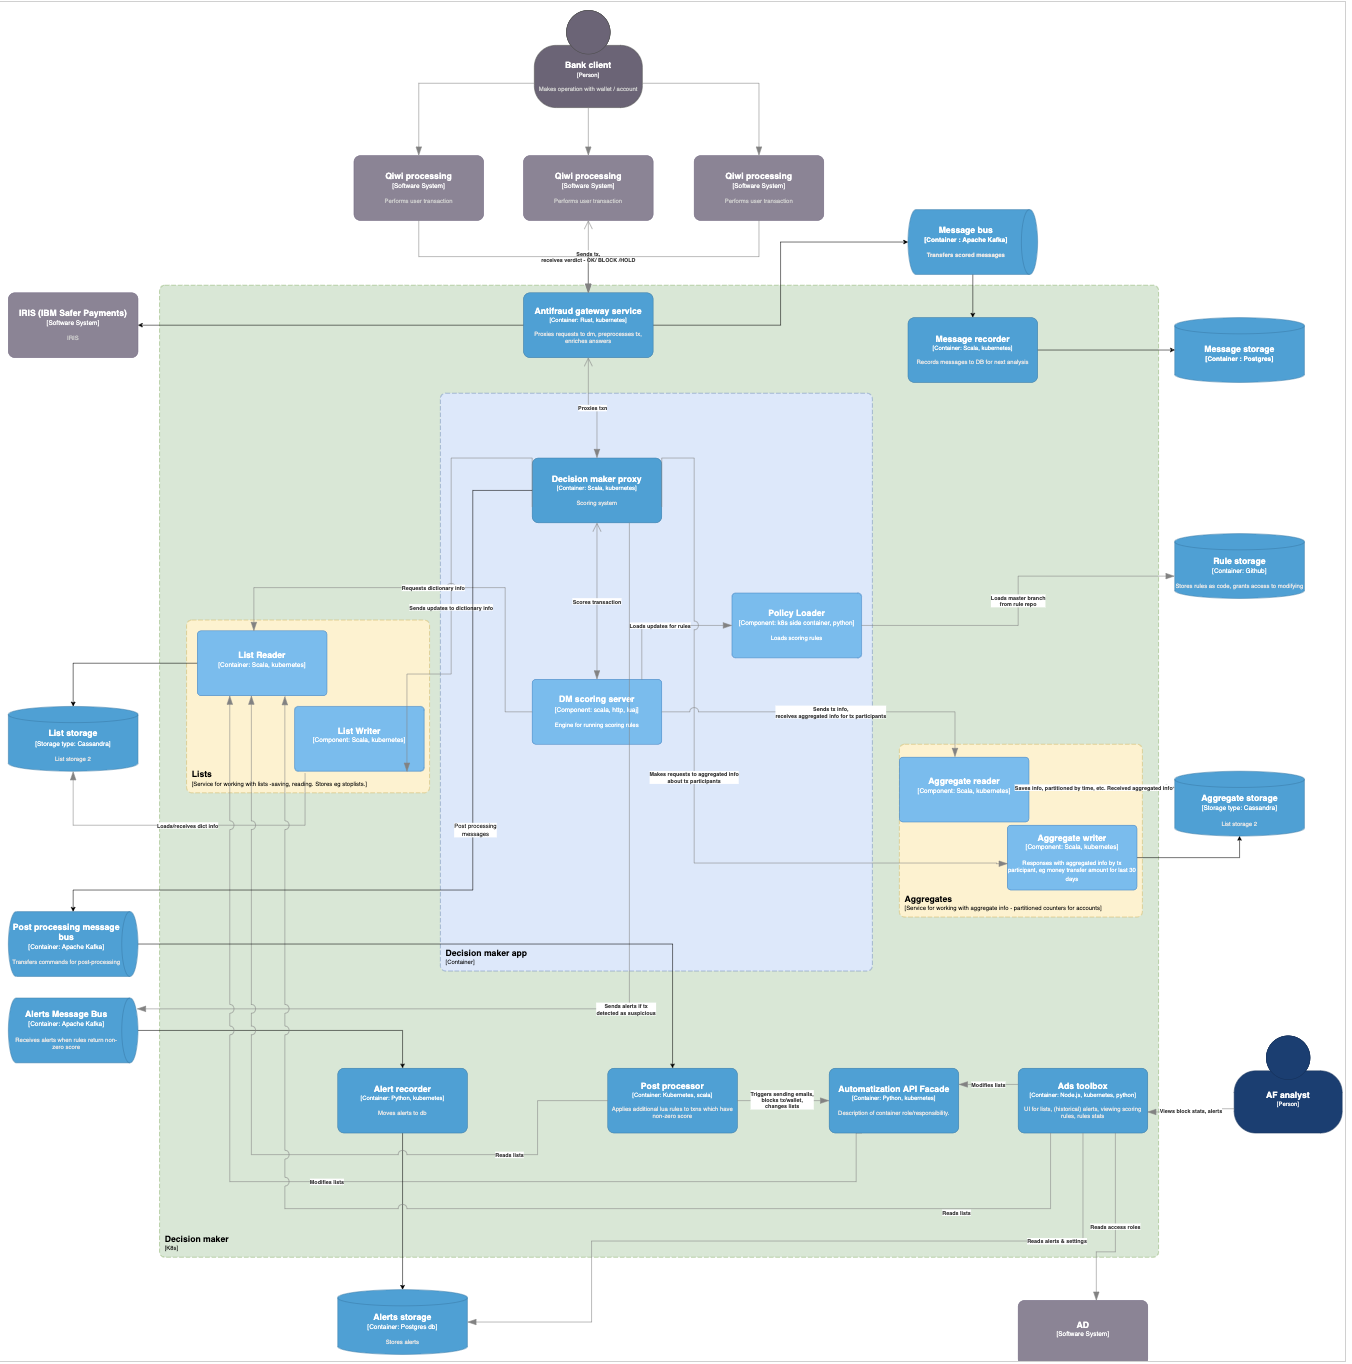 Bank client
[Person]
Makes operation with wallet / account
Qiwi processing
[Software System]
Performs user transaction
Qiwi processing
[Software System]
Performs user transaction
Qiwi processing
[Software System]
Performs user transaction
Sends tx,
receives verdict - OK/ BLOCK /HOLD
Message bus
[Container : Apache Kafka]
Transfers scored messages
IRIS (IBM Safer Payments)
[Software System]
IRIS
Antifraud gateway service
[Container: Rust, kubernetes]
Proxies requests to dm, preprocesses tx,
enriches answers
Message recorder
[Container: Scala, kubernetes]
Records messages to DB for next analysis
Message storage
[Container : Postgres]
Proxies txn
Decision maker proxy
[Container: Scala, kubernetes]
Scoring system
Rule storage
[Container: Github]
Stores rules as code, grants access to modifying
Requests dictionary info
Sends updates to dictionary info
Scores transaction
Loads master branch
from rule repo
Policy Loader
[Component: k8s side container, python]
Loads scoring rules
Loads updates for rules
List Reader
[Container: Scala, kubernetes]
DM scoring server
[Component: scala, http, luaj]
Engine for running scoring rules
Sends tx info,
receives aggregated info for tx participants
List storage
[Storage type: Cassandra]
List storage 2
List Writer
[Component: Scala, kubernetes]
Lists
[Service for working with lists -saving, reading. Stores eg stoplists.]
Makes requests to aggregated info
about tx participants
Aggregate reader
[Component: Scala, kubernetes]
Saves info, partitioned by time, etc. Received aggregated info
Aggregate storage
[Storage type: Cassandra]
List storage 2
Loads/receives dict info
Post processing
messages
Aggregate writer
[Component: Scala, kubernetes]
Responses with aggregated info by tx
participant, eg money transfer amount for last 30
days
Aggregates
[Service for working with aggregate info - partitioned counters for accounts]
Post processing message
bus
[Container: Apache Kafka]
Transfers commands for post-processing
Decision maker app
[Container]
Alerts Message Bus
[Container: Apache Kafka]
Receives alerts when rules return non-
zero score
Sends alerts if tx
detected as suspicious
Alert recorder
[Container: Python, kubernetes]
Moves alerts to db
Post processor
[Container: Kubernetes, scala]
Applies additional lua rules to txns which have
non-zero score
Triggers sending emails,
blocks tx/wallet,
changes lists
Automatization API Facade
[Container: Python, kubernetes]
Description of container role/responsibility.
Modifies lists
Ads toolbox
[Container: Node.js, kubernetes, python]
UI for lists, (historical) alerts, viewing scoring
rules, rules stats
Views block stats, alerts
AF analyst
[Person]
Reads lists
Modifies lists
Reads lists
Reads access roles
Reads alerts & settings
Decision maker
[K8s]
Alerts storage
[Container: Postgres db]
Stores alerts
AD
[Software System]